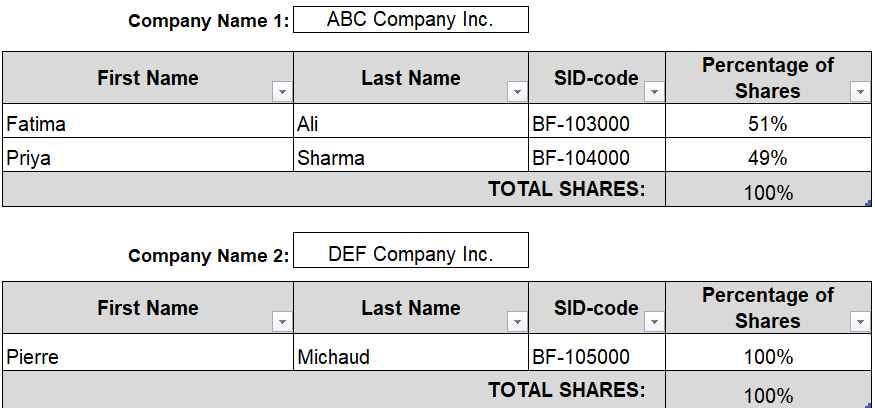 Company Name 1: ABC Company Inc.
First Name Last Name SID-code Percentage of Shares
Fatima Ali BF-103000 51%
Priya Sharma BF-104000 49%
TOTAL SHARES: 100%
Company Name 2: DEF Company Inc.
First Name Last Name SID-code Percentage of Shares
Pierre Michaud BF-105000 100%
TOTAL SHARES: 100%